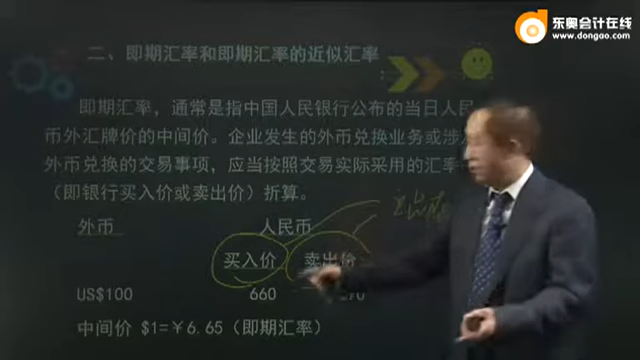 东奥会计在线
www.dongao.com
二、即期汇率和即期汇率的近似汇率
即期汇率，通常是指中国人民银行公布的当日人民
币外汇牌价的中间价。企业发生的外币兑换业务或涉及
外币兑换的交易事项，应当按照交易实际采用的汇率
（即银行买入价或卖出价）折算。
外币 人民币
买入价 卖出价
US$100 660
中间价 $1=￥6.65（即期汇率）